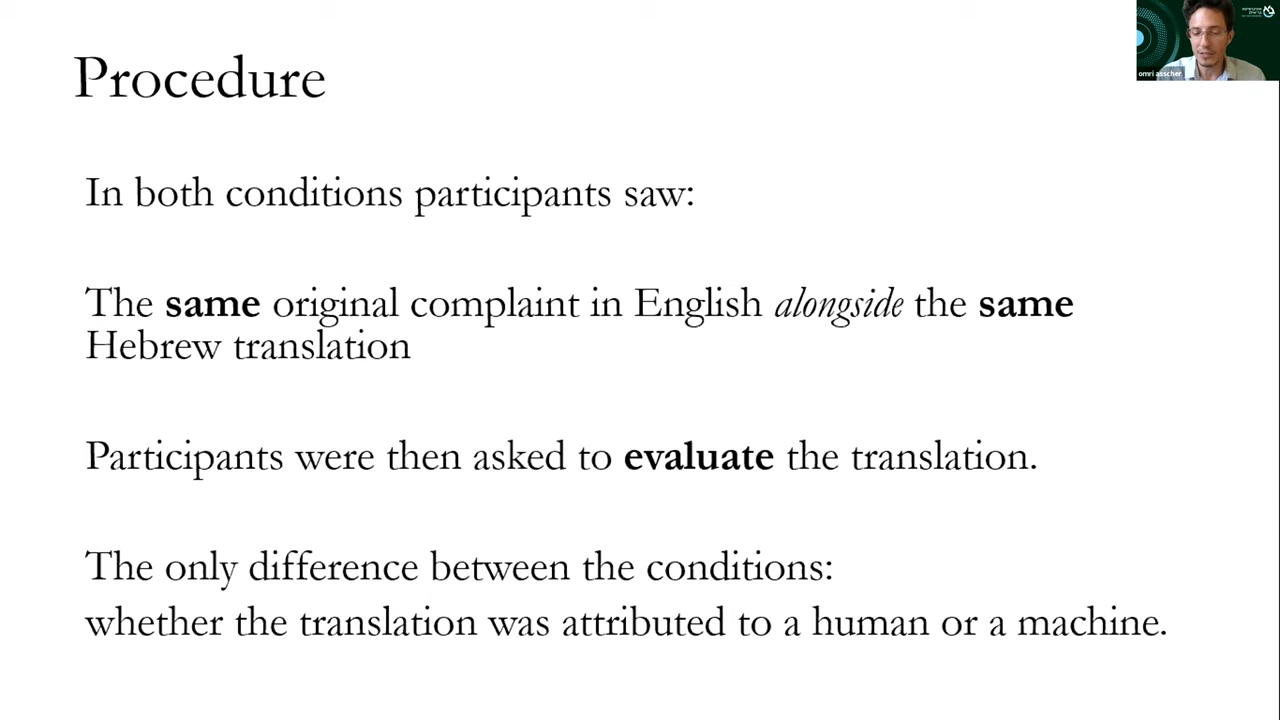 Procedure
omri asscher
In both conditions participants saw:
The same original complaint in English alongside the same
Hebrew translation
Participants were then asked to evaluate the translation.
The only difference between the conditions:
whether the translation was attributed to a human or a machine.